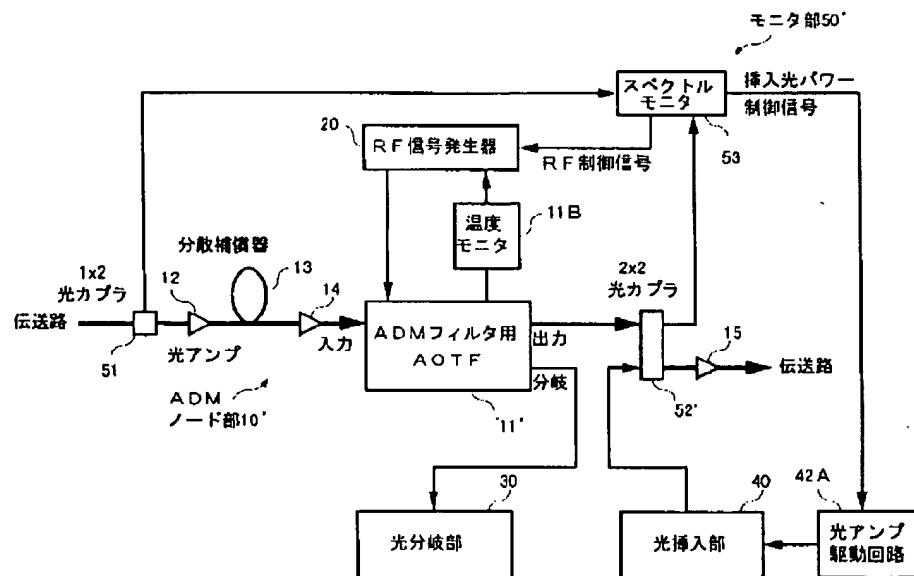 モニタ部50'
スペクトル
モニタ
挿入光パワー
制御信号
53
20
RF信号発生器
RF制御信号
温度
モニタ
11B
分散補償器
13
1x2
光カプラ
12
14
2x2
光カプラ
伝送路
51
光アンプ
入力
ADMフィルタ用
AOTF
出力
分岐
15
伝送路
52'
11'
ADM
ノード部10'
30
光分岐部
40
光挿入部
42A
光アンプ
駆動回路